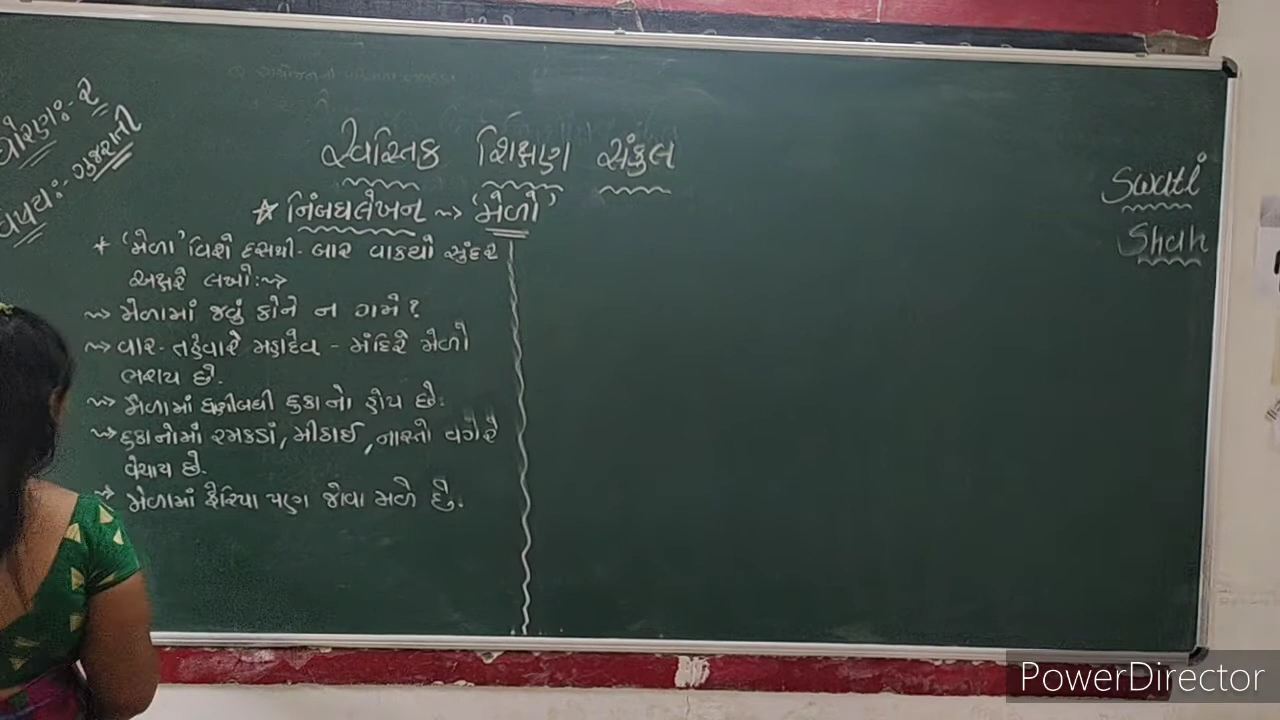 ધોરણઃ- ૨
વિષયઃ- ગુજરાતી
સ્વસ્તિક શિક્ષણ સંકુલ
નિબંધલેખન 'મેળો'
* 'મેળા' વિશે દસથી-બાર વાક્યો સુંદર
અક્ષરે લખોઃ
મેળામાં જવું કોને ન ગમે?
વાર-તહેવારે મહાદેવ - મંદિરે મેળો
ભરાય છે.
મેળામાં ઘણીબધી દુકાનો હોય છે.
દુકાનોમાં રમકડાં, મીઠાઈ, નાસ્તો વગેરે
વેચાય છે.
મેળામાં ફેરિયા પણ જોવા મળે છે.
Swati
Shah
PowerDirector